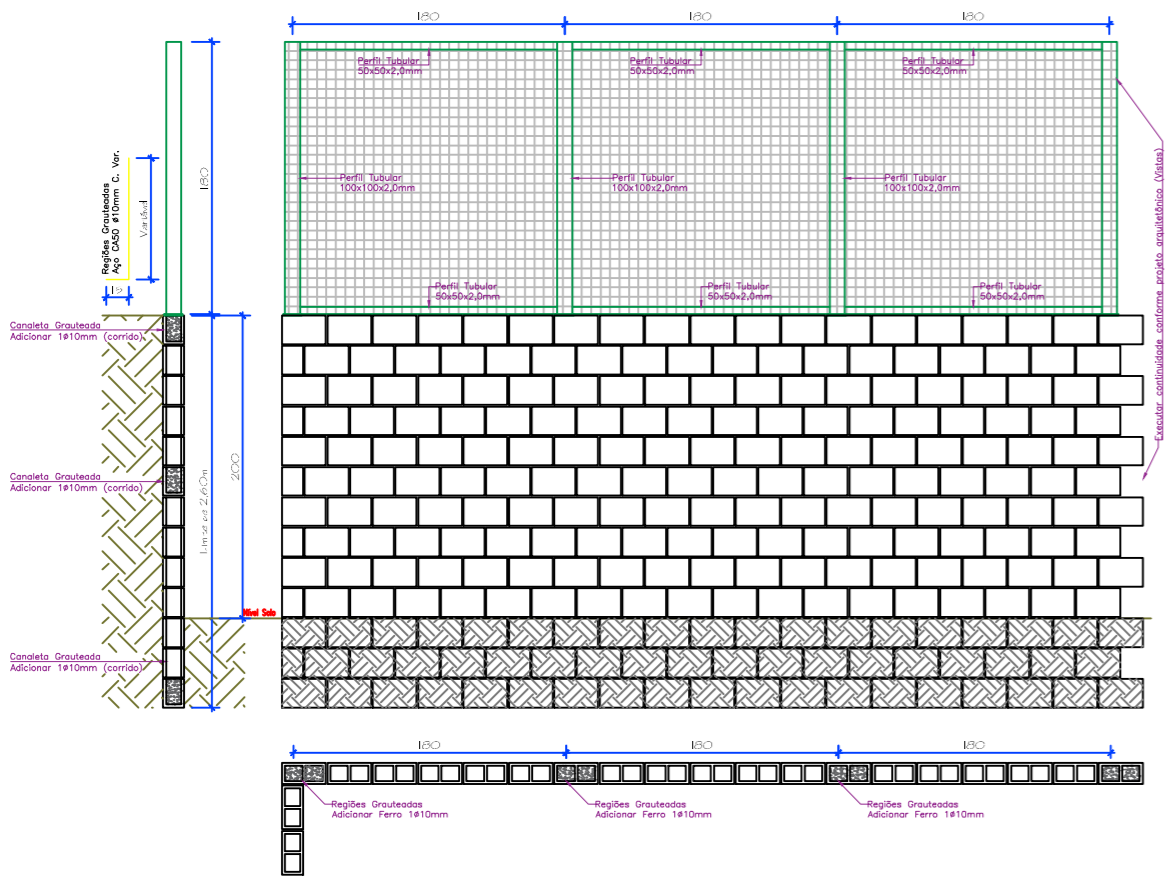 180
180
180
Perfil Tubular
50x50x2,0mm
Perfil Tubular
50x50x2,0mm
Perfil Tubular
50x50x2,0mm
Regiões Grauteadas
Aço CA50 ø10mm C. Var.
Variável
15
180
Perfil Tubular
100x100x2,0mm
Perfil Tubular
100x100x2,0mm
Perfil Tubular
100x100x2,0mm
Executar continuidade conforme projeto arquitetônico (Vistas)
Perfil Tubular
50x50x2,0mm
Perfil Tubular
50x50x2,0mm
Perfil Tubular
50x50x2,0mm
Canaleta Grauteada
Adicionar 1ø10mm (corrido)
Canaleta Grauteada
Adicionar 1ø10mm (corrido)
200
2,60m
Nível Solo
Canaleta Grauteada
Adicionar 1ø10mm (corrido)
180
180
180
Regiões Grauteadas
Adicionar Ferro 1ø10mm
Regiões Grauteadas
Adicionar Ferro 1ø10mm
Regiões Grauteadas
Adicionar Ferro 1ø10mm